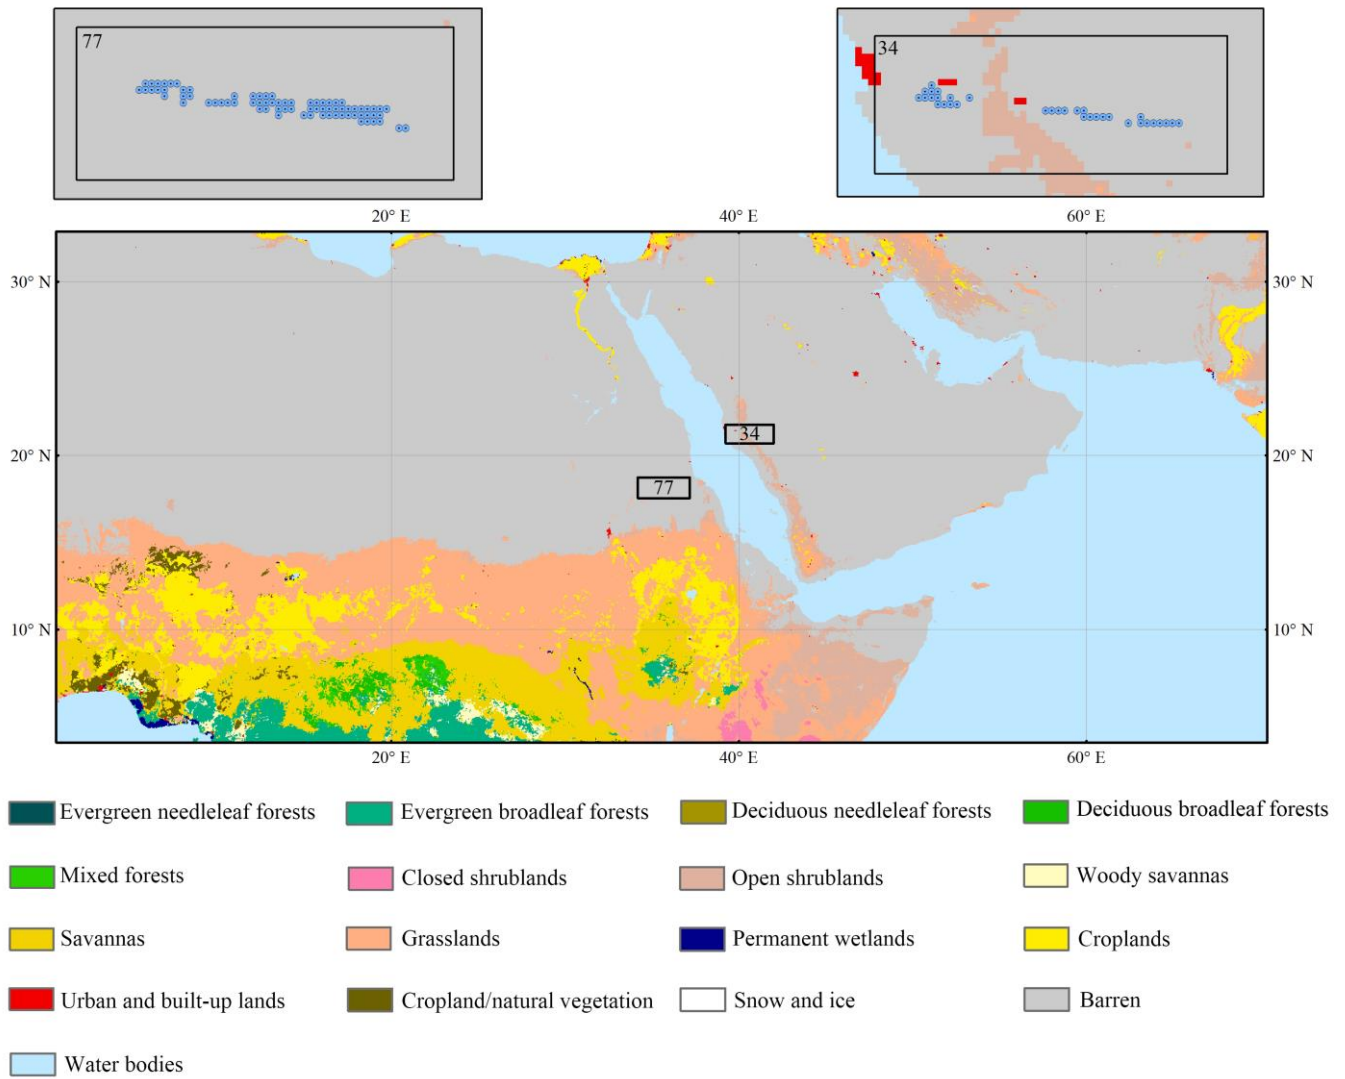 77
34
20° E
40° E
60° E
30° N
30° N
34
20° N
20° N
77
10° N
10° N
20° E
40° E
60° E
Evergreen needleleaf forests
Evergreen broadleaf forests
Deciduous needleleaf forests
Deciduous broadleaf forests
Mixed forests
Closed shrublands
Open shrublands
Woody savannas
Savannas
Grasslands
Permanent wetlands
Croplands
Urban and built-up lands
Cropland/natural vegetation
Snow and ice
Barren
Water bodies